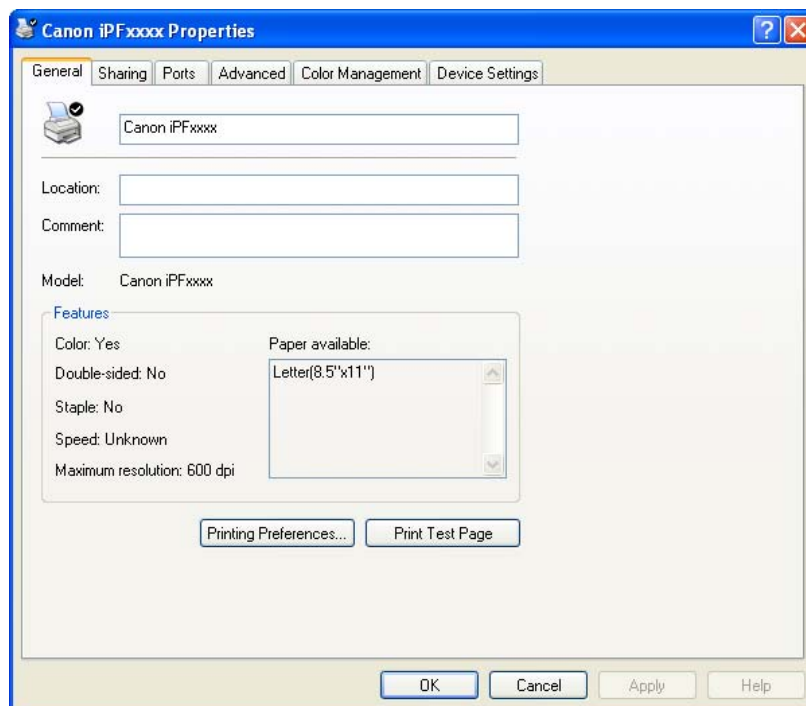 Canon iPFxxxx Properties
General Sharing Ports Advanced Color Management Device Settings
Canon iPFxxxx
Location:
Comment:
Model: Canon iPFxxxx
Features
Color: Yes
Paper available:
Double-sided: No
Letter(8.5"x11")
Staple: No
Speed: Unknown
Maximum resolution: 600 dpi
Printing Preferences... Print Test Page
OK Cancel Apply Help